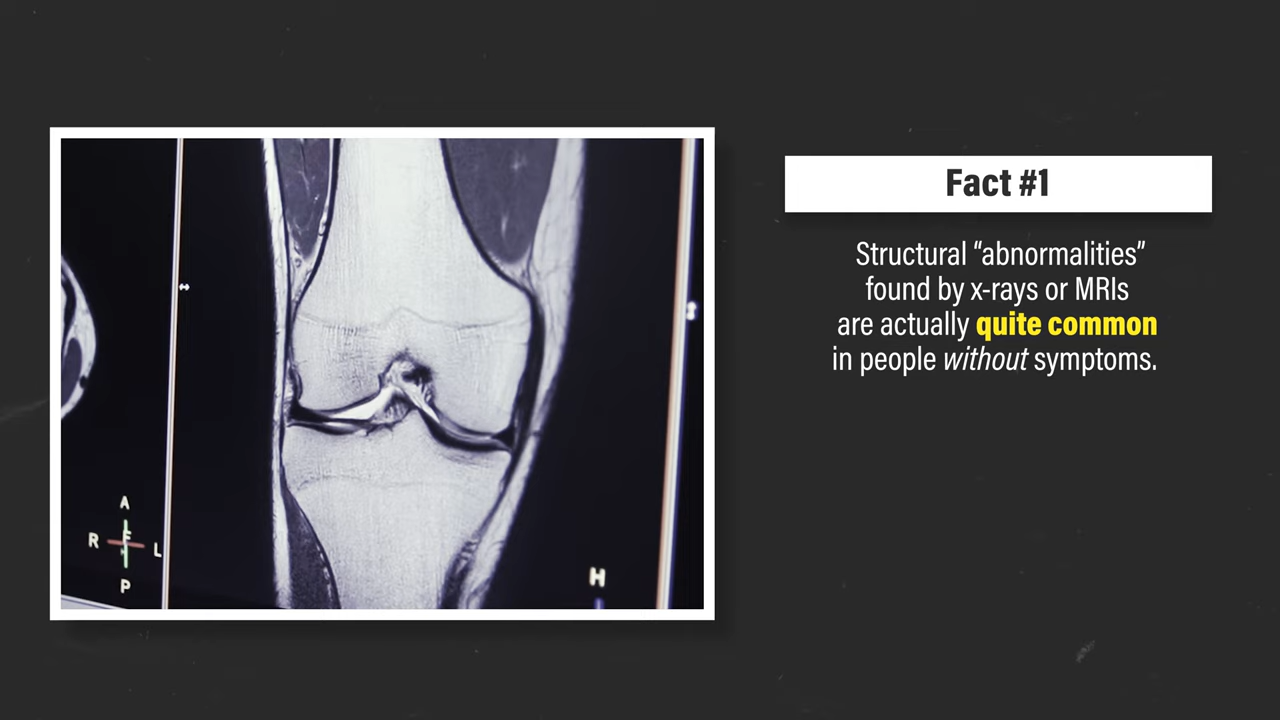 Fact #1
Structural “abnormalities”
found by x-rays or MRIs
are actually quite common
in people without symptoms.
A
R F L
H
P
H